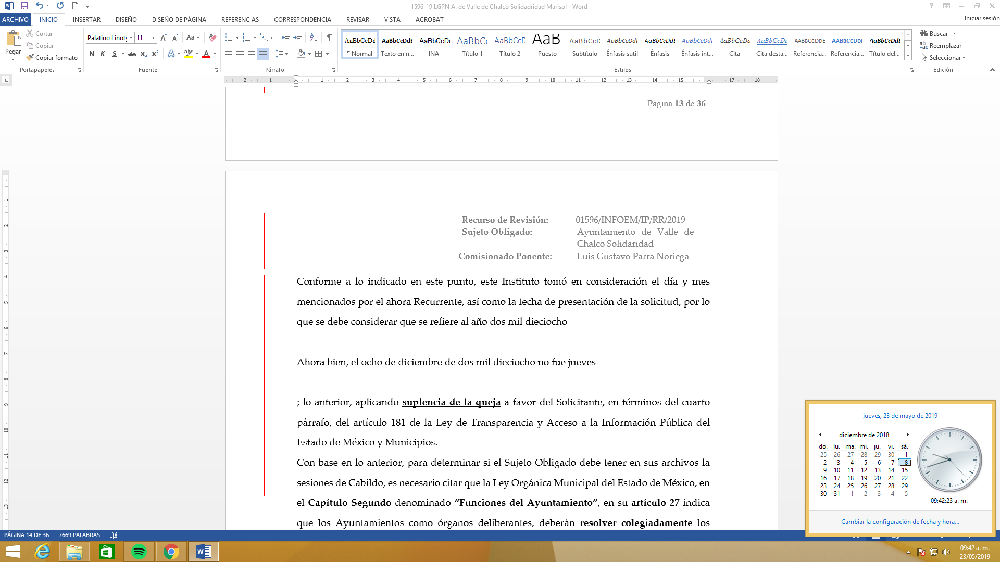 1596-19 LGPN A. de Valle de Chalco Solidadridad Marisol - Word
ARCHIVO INICIO INSERTAR DISEÑO DISEÑO DE PÁGINA REFERENCIAS CORRESPONDENCIA REVISAR VISTA ACROBAT Iniciar sesión
Pegar
Cortar
Copiar
Copiar formato
Portapapeles
Palatino Linoty 11
N K S abc x₂ x²
Fuente
Párrafo
AaBbCcDc AaBbCcDdE AaBbCcDc AaBbCc AaBbCcD AaBl AaBbCcD AaBbCcDdE AaBbCcDdE AaBbCcDdE AaBbCcDc AaBbCcDc AaBbCcDdE AaBbCcDdE AaBbCcDdE
¶ Normal Texto en n... INAI Título 1 Título 2 Puesto Subtítulo Énfasis sutil Énfasis Énfasis int... Cita Cita desta... Referencia... Referencia... Título del...
Estilos
Buscar
Reemplazar
Seleccionar
Edición
2 1 1 2 3 4 5 6 7 8 9 10 11 12 13 14 15 17 18
Página 13 de 36
Recurso de Revisión: 01596/INFOEM/IP/RR/2019
Sujeto Obligado: Ayuntamiento de Valle de
Chalco Solidaridad
Comisionado Ponente: Luis Gustavo Parra Noriega
Conforme a lo indicado en este punto, este Instituto tomó en consideración el día y mes
mencionados por el ahora Recurrente, así como la fecha de presentación de la solicitud, por lo
que se debe considerar que se refiere al año dos mil dieciocho
Ahora bien, el ocho de diciembre de dos mil dieciocho no fue jueves
; lo anterior, aplicando suplencia de la queja a favor del Solicitante, en términos del cuarto
párrafo, del artículo 181 de la Ley de Transparencia y Acceso a la Información Pública del
Estado de México y Municipios.
Con base en lo anterior, para determinar si el Sujeto Obligado debe tener en sus archivos la
sesiones de Cabildo, es necesario citar que la Ley Orgánica Municipal del Estado de México, en
el Capítulo Segundo denominado “Funciones del Ayuntamiento”, en su artículo 27 indica
que los Ayuntamientos como órganos deliberantes, deberán resolver colegiadamente los
jueves, 23 de mayo de 2019
diciembre de 2018
do. lu. ma. mi. ju. vi. sá.
25 26 27 28 29 30 1
2 3 4 5 6 7 8
9 10 11 12 13 14 15
16 17 18 19 20 21 22
23 24 25 26 27 28 29
30 31 1 2 3 4 5
09:42:23 a. m.
Cambiar la configuración de fecha y hora...
PÁGINA 14 DE 36 7669 PALABRAS
09:42 a. m.
23/05/2019